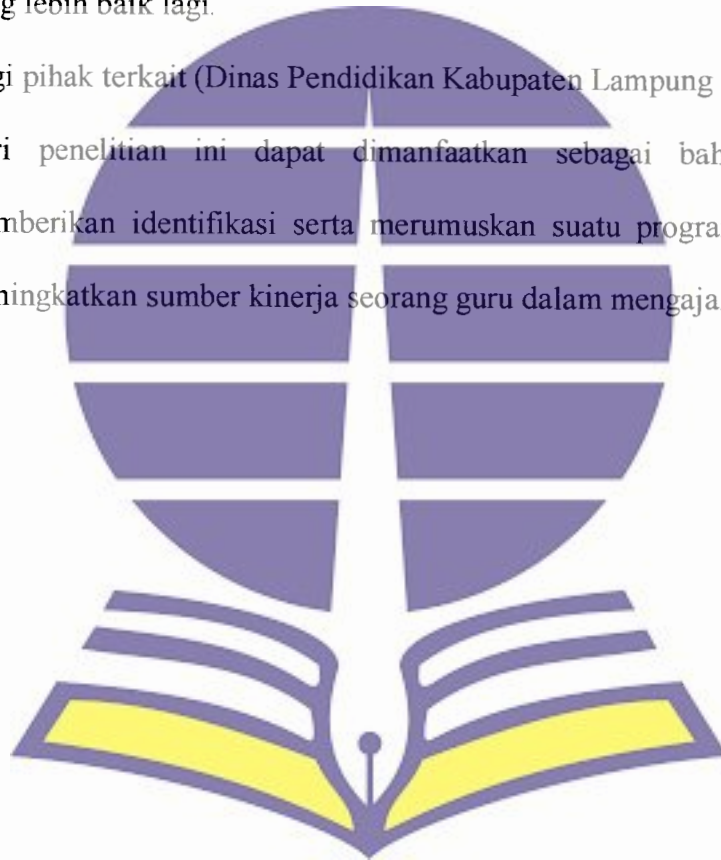 g lebih baik lagi.
gi pihak terkait (Dinas Pendidikan Kabupaten Lampung
ri penelitian ini dapat dimanfaatkan sebagai bah
mberikan identifikasi serta merumuskan suatu progra
ningkatkan sumber kinerja seorang guru dalam mengaja